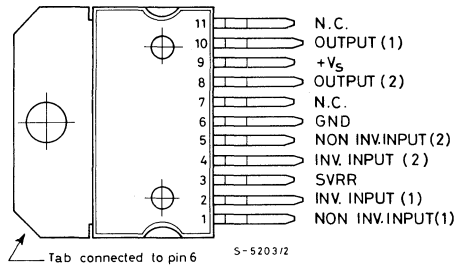 11 N.C.
10 OUTPUT (1)
9 +Vs
8 OUTPUT (2)
7 N.C.
6 GND
5 NON INV.INPUT(2)
4 INV. INPUT (2)
3 SVRR
2 INV. INPUT (1)
1 NON INV.INPUT(1)
Tab connected to pin 6
S-5203/2